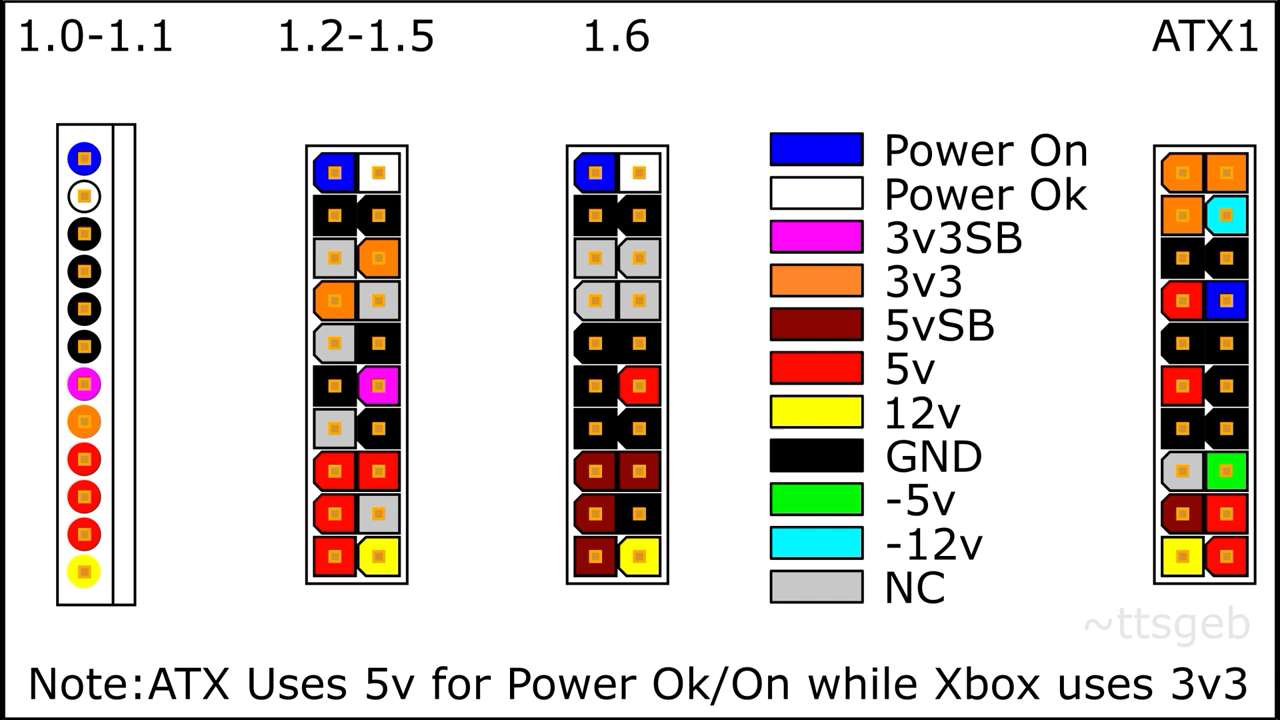 1.0-1.1 1.2-1.5 1.6 ATX1
Power On
Power Ok
3v3SB
3v3
5vSB
5v
12v
GND
-5v
-12v
NC
~ttsgeb
Note:ATX Uses 5v for Power Ok/On while Xbox uses 3v3